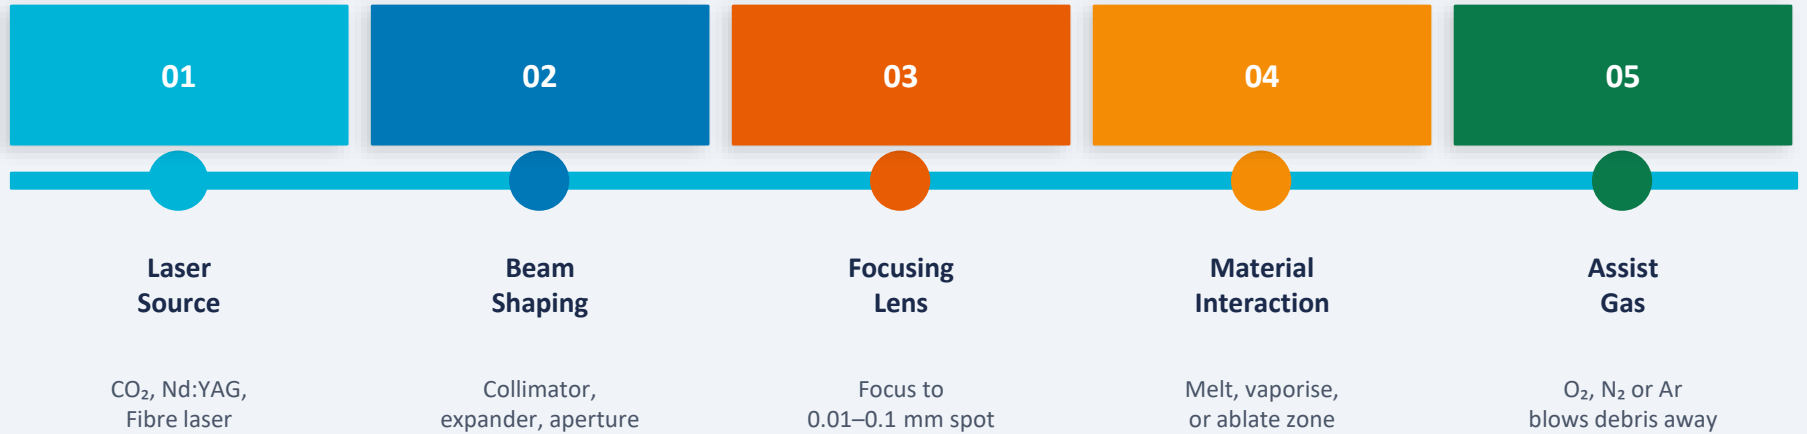 01
02
03
04
05
Laser
Source
Beam
Shaping
Focusing
Lens
Material
Interaction
Assist
Gas
CO₂, Nd:YAG,
Fibre laser
Collimator,
expander, aperture
Focus to
0.01–0.1 mm spot
Melt, vaporise,
or ablate zone
O₂, N₂ or Ar
blows debris away